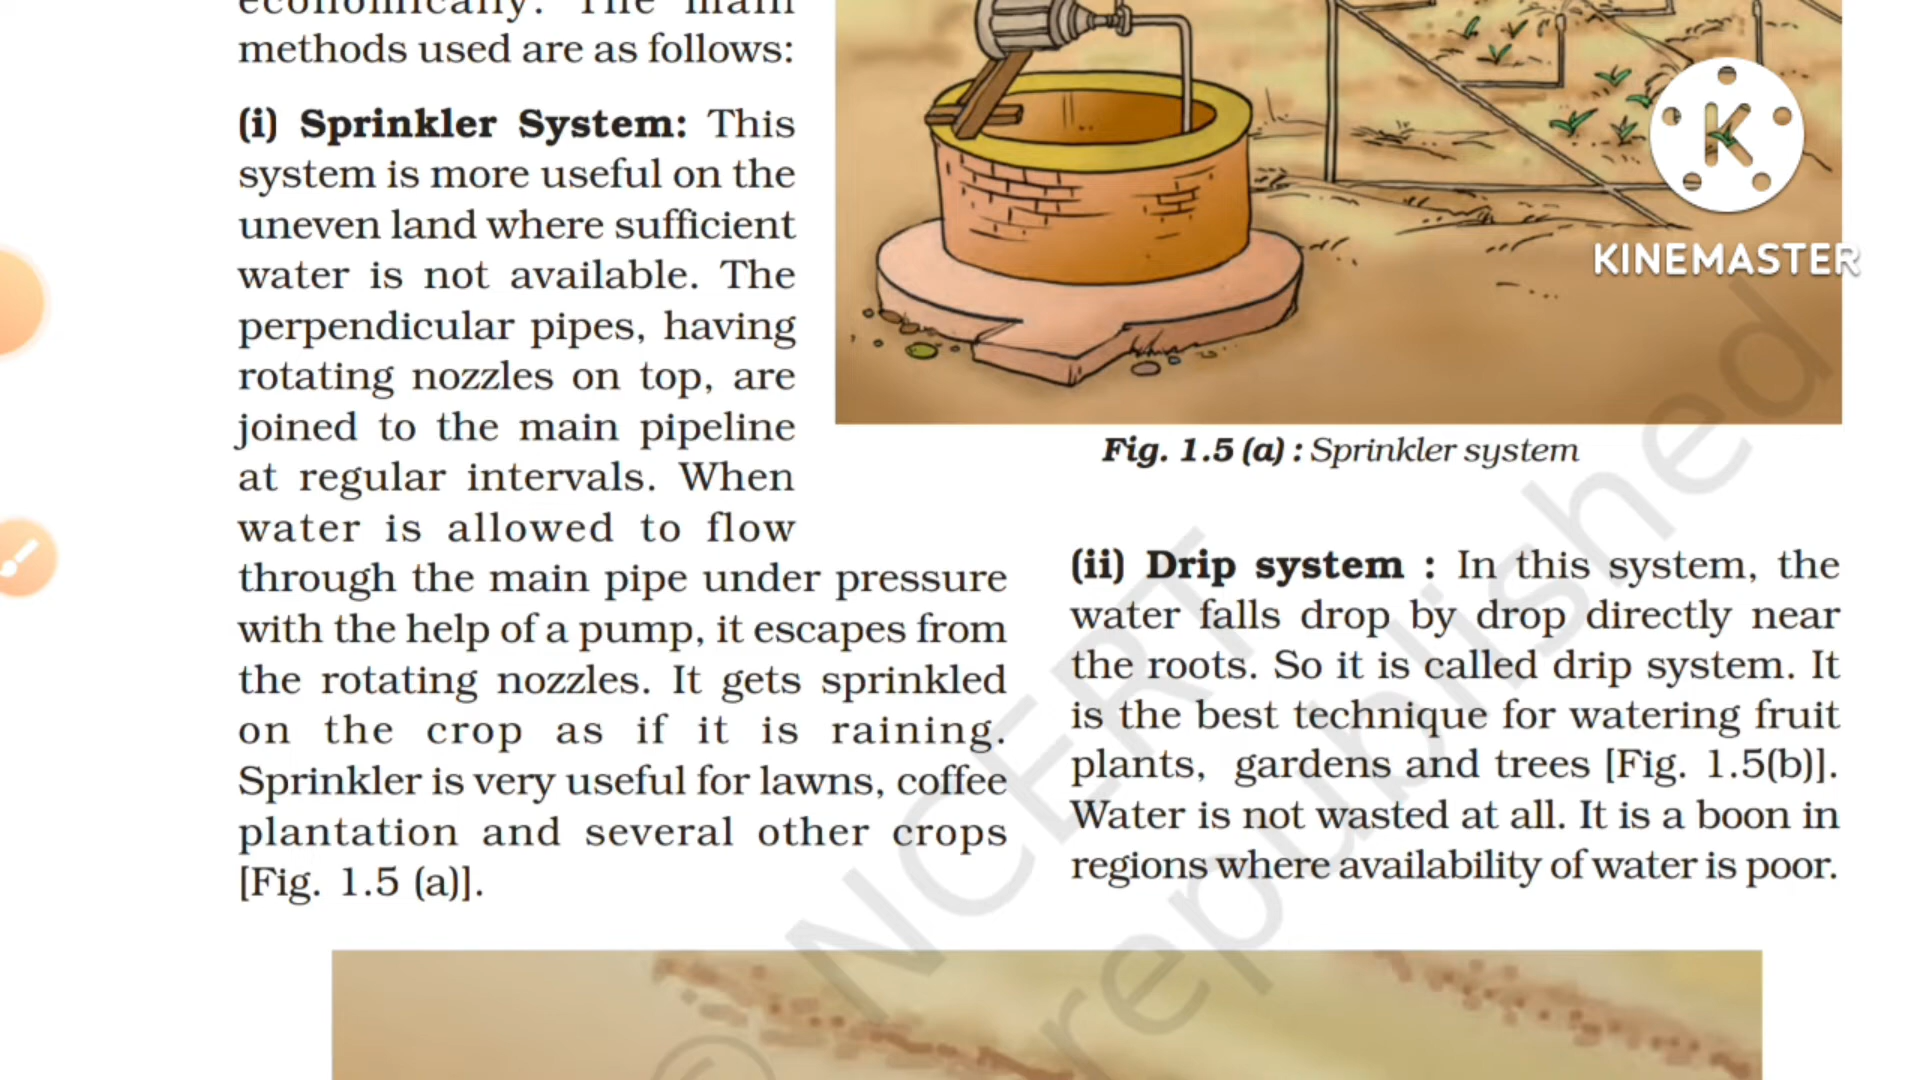 economically. The main
methods used are as follows:
(i) Sprinkler System: This
system is more useful on the
uneven land where sufficient
water is not available. The
perpendicular pipes, having
rotating nozzles on top, are
joined to the main pipeline
at regular intervals. When
water is allowed to flow
through the main pipe under pressure
with the help of a pump, it escapes from
the rotating nozzles. It gets sprinkled
on the crop as if it is raining.
Sprinkler is very useful for lawns, coffee
plantation and several other crops
[Fig. 1.5 (a)].
K
KINEMASTER
Fig. 1.5 (a) : Sprinkler system
(ii) Drip system : In this system, the
water falls drop by drop directly near
the roots. So it is called drip system. It
is the best technique for watering fruit
plants, gardens and trees [Fig. 1.5(b)].
Water is not wasted at all. It is a boon in
regions where availability of water is poor.
© NCERT
republished